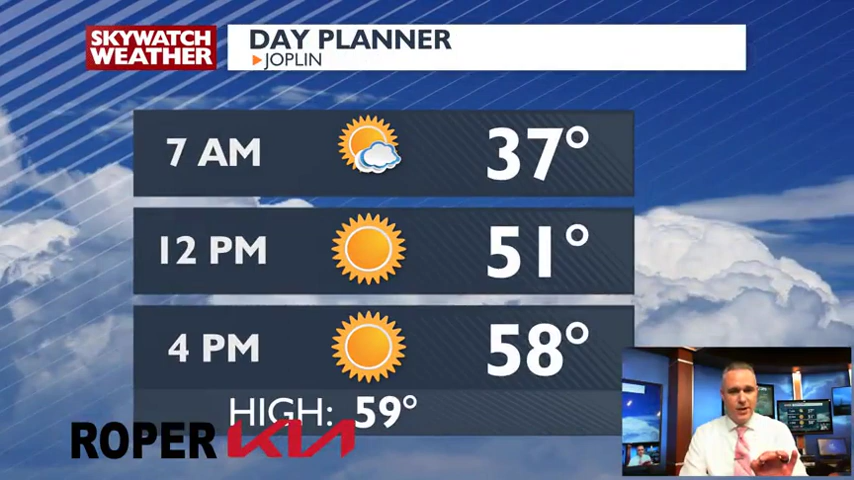 SKYWATCH
WEATHER
DAY PLANNER
JOPLIN
7 AM 37°
12 PM 51°
4 PM 58°
HIGH: 59°
ROPER KIA